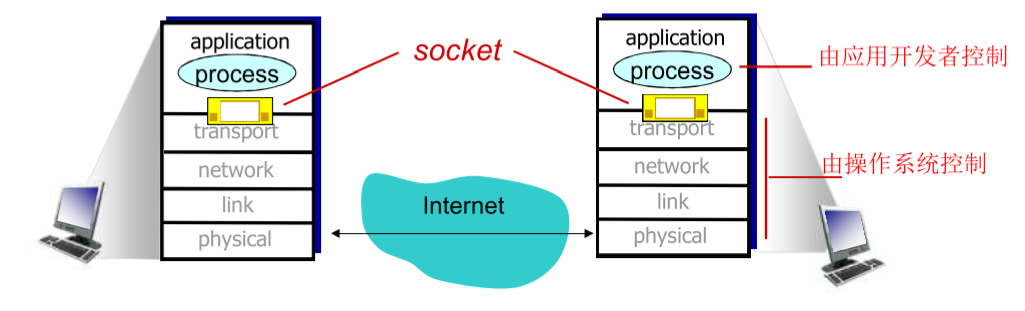 application
process
transport
network
link
physical
socket
Internet
application
process
transport
network
link
physical
由应用开发者控制
由操作系统控制